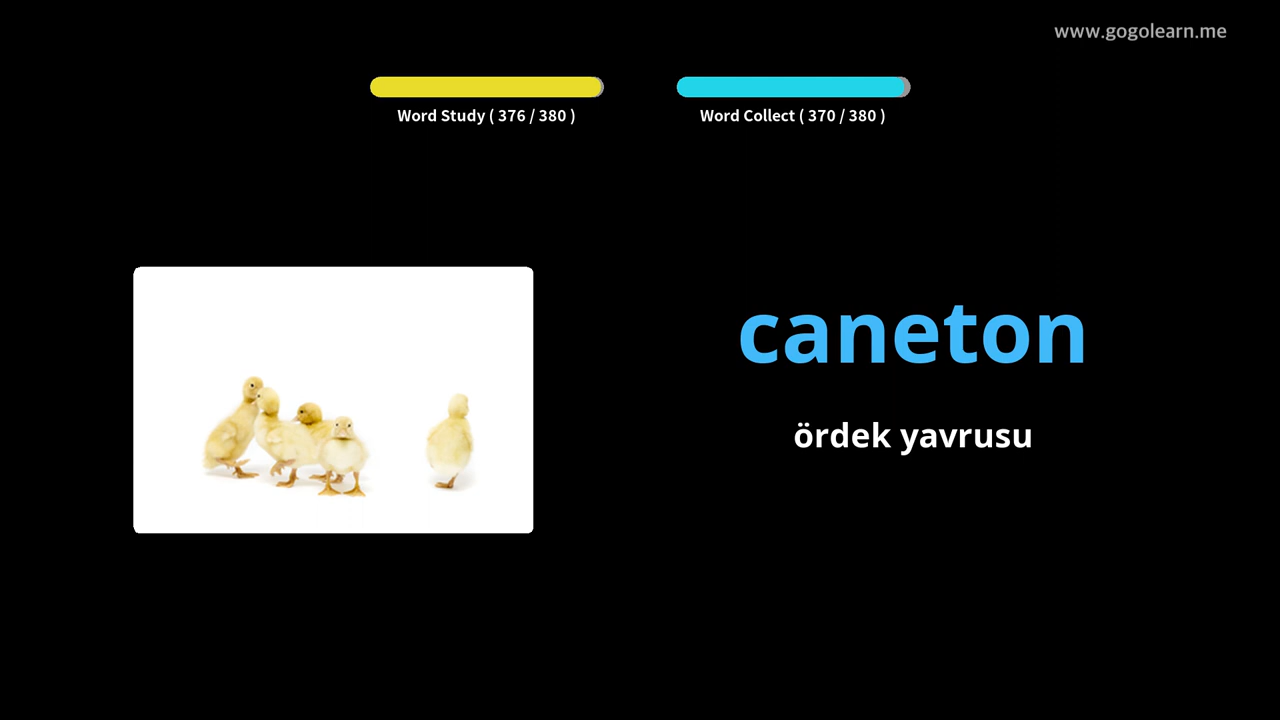 www.gogolearn.me
Word Study ( 376 / 380 )
Word Collect ( 370 / 380 )
caneton
ördek yavrusu